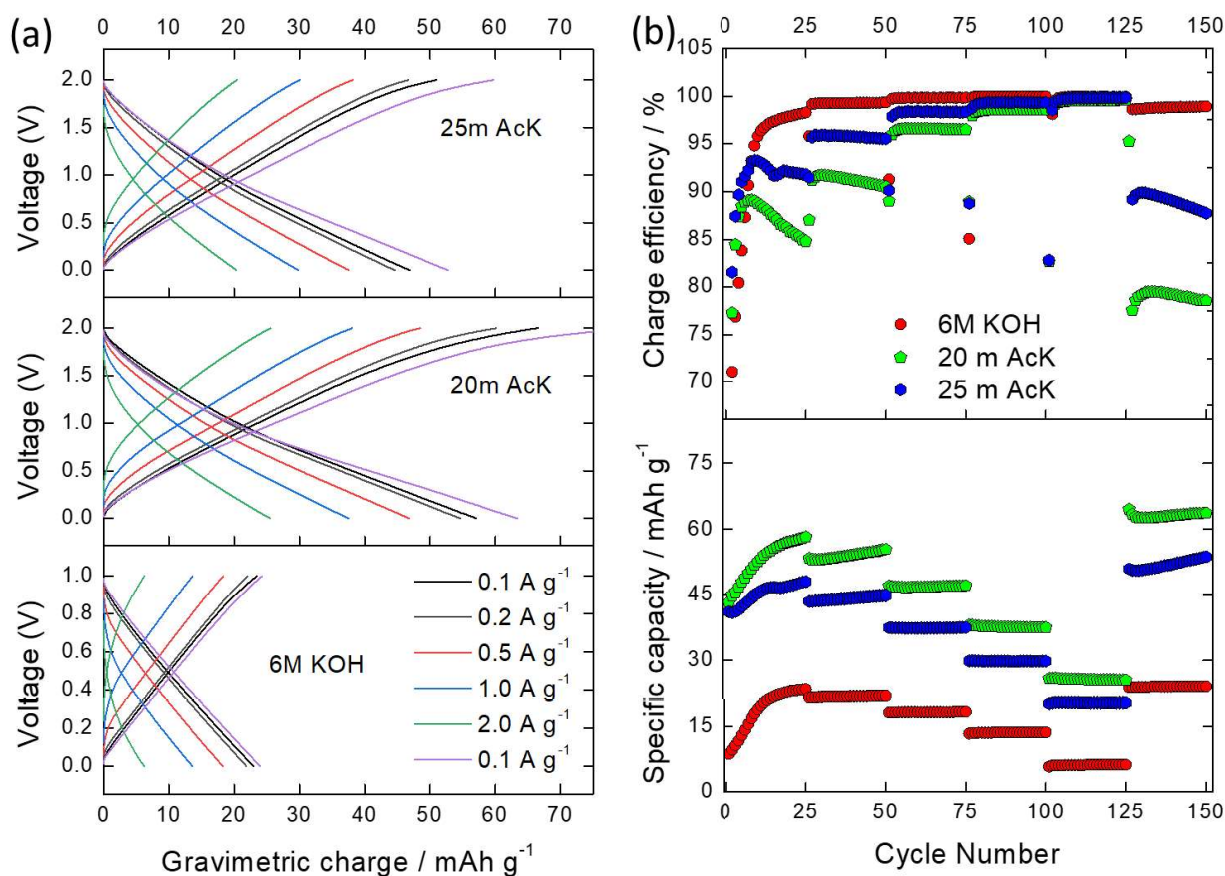 (a)
0 10 20 30 40 50 60 70
Voltage (V)
2.0
1.5
1.0
0.5
0.0
25m AcK
Voltage (V)
2.0
1.5
1.0
0.5
0.0
20m AcK
Voltage (V)
1.0
0.8
0.6
0.4
0.2
0.0
6M KOH
0.1 A g⁻¹
0.2 A g⁻¹
0.5 A g⁻¹
1.0 A g⁻¹
2.0 A g⁻¹
0.1 A g⁻¹
0 10 20 30 40 50 60 70
Gravimetric charge / mAh g⁻¹
(b)
0 25 50 75 100 125 150
Charge efficiency / %
105
100
95
90
85
80
75
70
6M KOH
20 m AcK
25 m AcK
Specific capacity / mAh g⁻¹
75
60
45
30
15
0
0 25 50 75 100 125 150
Cycle Number